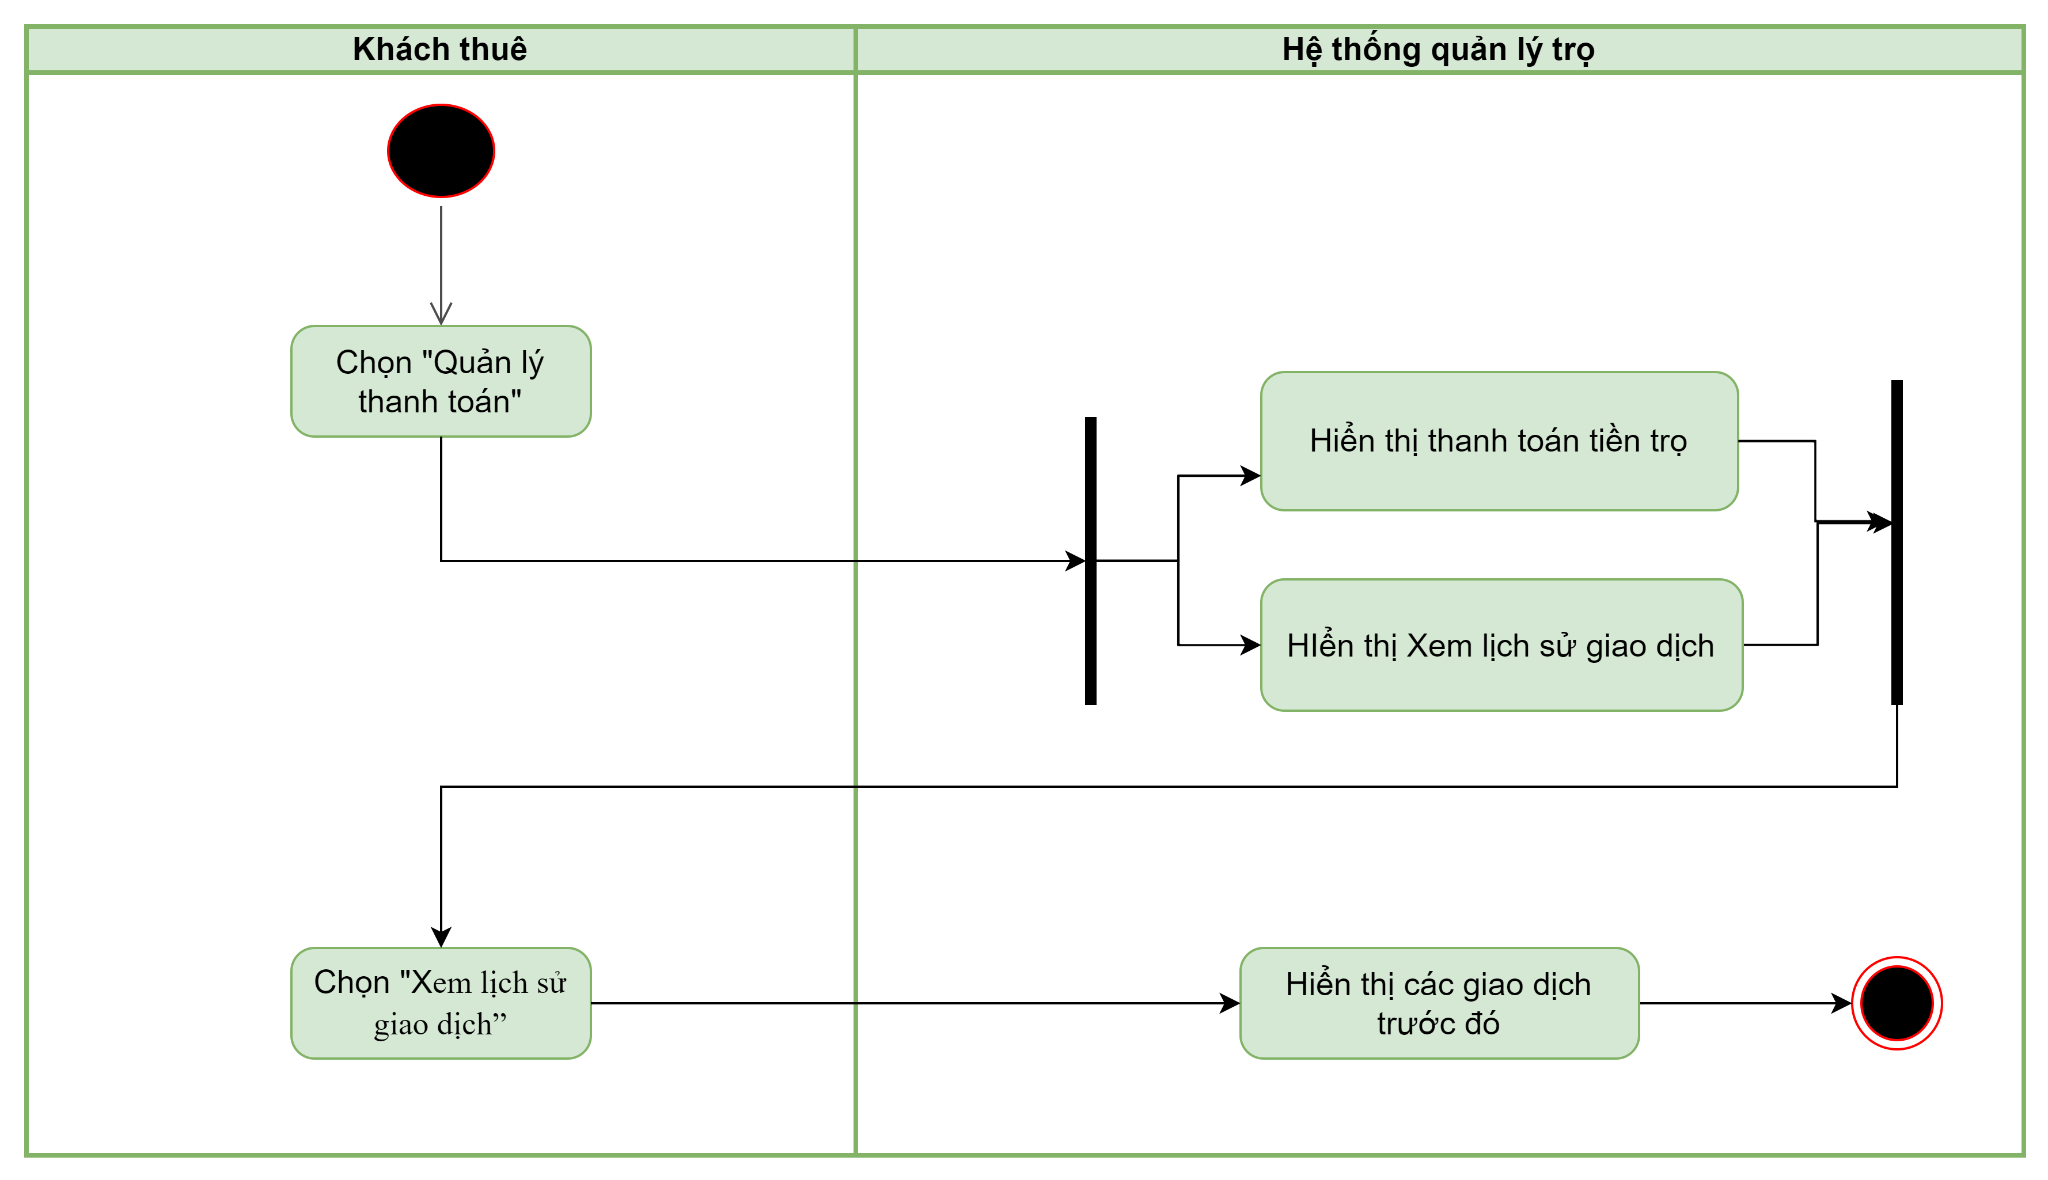 Khách thuê
Hệ thống quản lý trọ
Chọn "Quản lý
thanh toán"
Hiển thị thanh toán tiền trọ
HIển thị Xem lịch sử giao dịch
Chọn "Xem lịch sử
giao dịch”
Hiển thị các giao dịch
trước đó